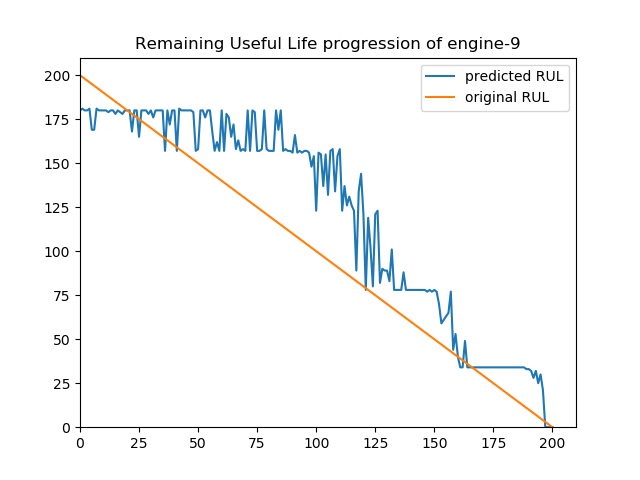 Remaining Useful Life progression of engine-9
predicted RUL
original RUL
200
175
150
125
100
75
50
25
0
0 25 50 75 100 125 150 175 200